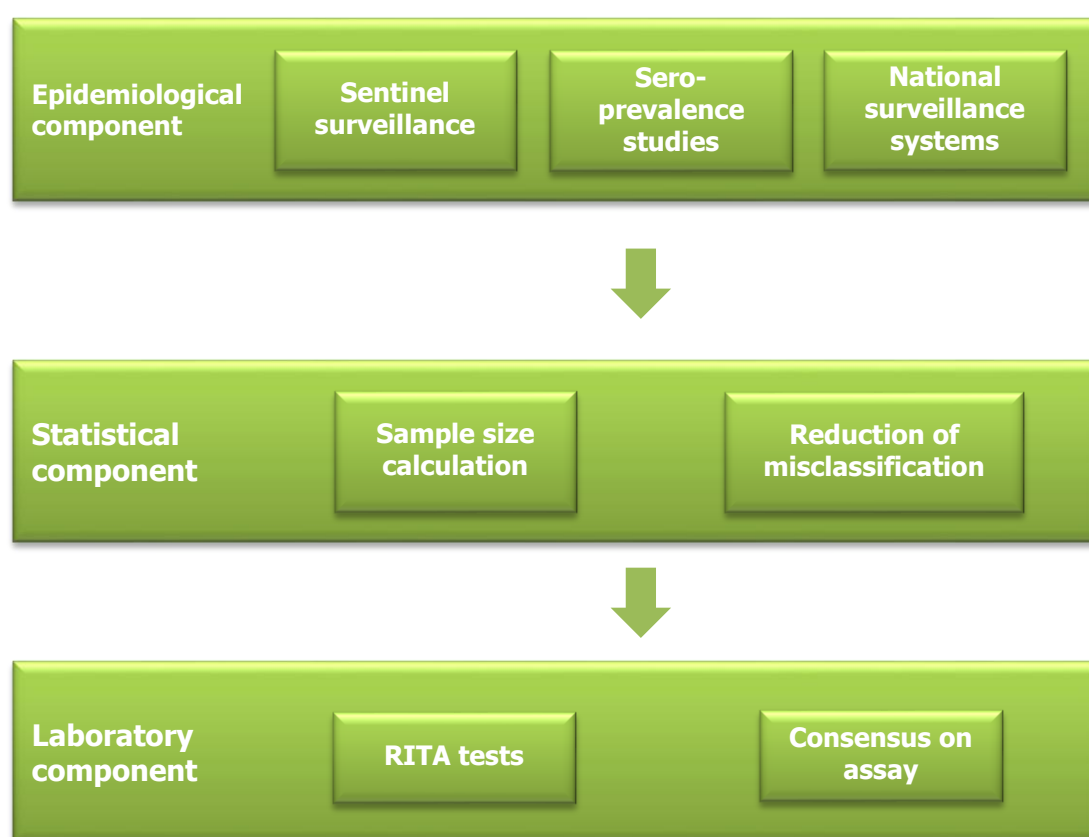 Epidemiological
component
Sentinel
surveillance
Sero-
prevalence
studies
National
surveillance
systems
Statistical
component
Sample size
calculation
Reduction of
misclassification
Laboratory
component
RITA tests
Consensus on
assay